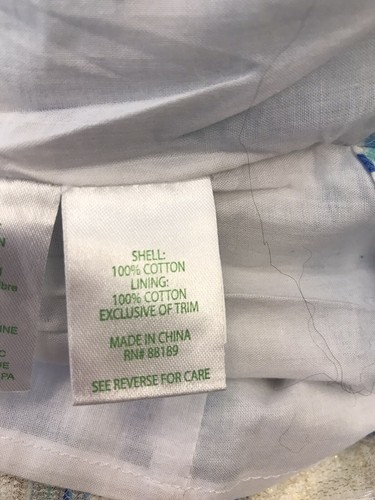 SHELL:
100% COTTON
LINING:
100% COTTON
EXCLUSIVE OF TRIM
MADE IN CHINA
RN# 88189
SEE REVERSE FOR CARE